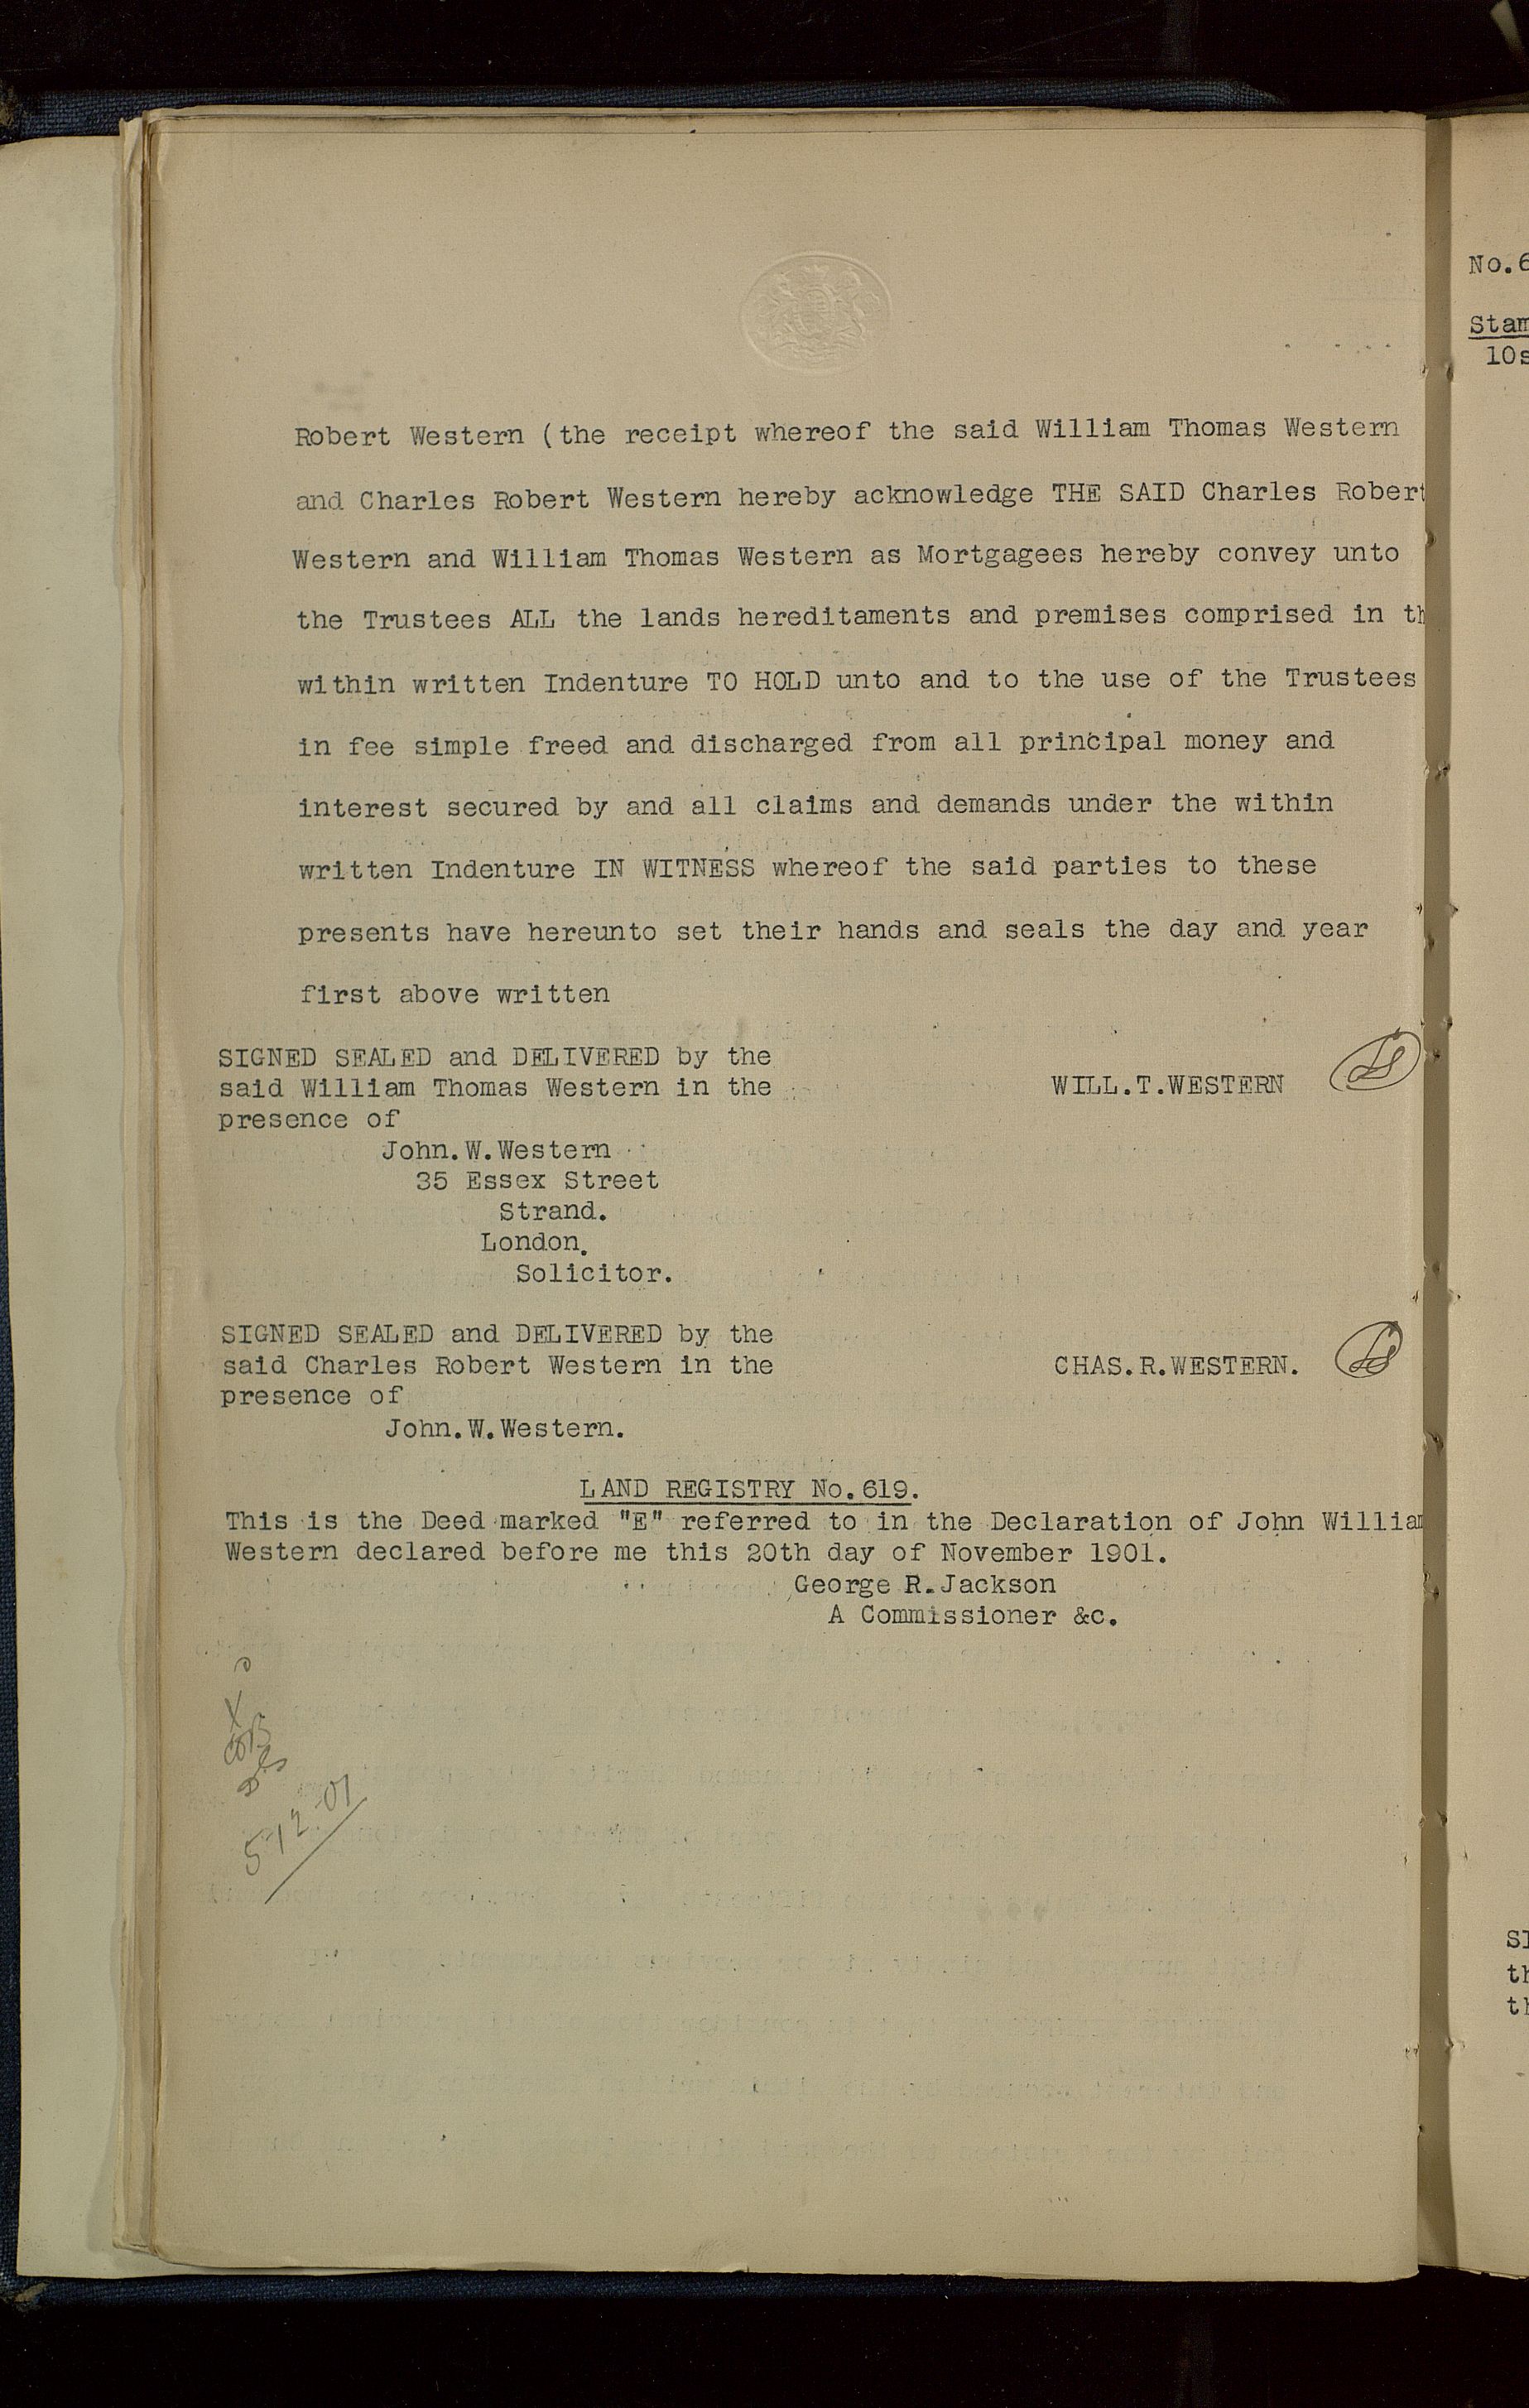 Robert Western (the receipt whereof the said William Thomas Western
and Charles Robert Western hereby acknowledge THE SAID Charles Robert
Western and William Thomas Western as Mortgagees hereby convey unto
the Trustees ALL the lands hereditaments and premises comprised in th
within written Indenture TO HOLD unto and to the use of the Trustees
in fee simple freed and discharged from all principal money and
interest secured by and all claims and demands under the within
written Indenture IN WITNESS whereof the said parties to these
presents have hereunto set their hands and seals the day and year
first above written
SIGNED SEALED and DELIVERED by the
said William Thomas Western in the WILL.T.WESTERN LS
presence of
John.W.Western
35 Essex Street
Strand.
London.
Solicitor.
SIGNED SEALED and DELIVERED by the
said Charles Robert Western in the CHAS.R.WESTERN. LS
presence of
John.W.Western.
LAND REGISTRY No.619.
This is the Deed marked "E" referred to in the Declaration of John William
Western declared before me this 20th day of November 1901.
George R.Jackson
A Commissioner &c.
5-12-01
No.6
Stam
10s
SI
th
th